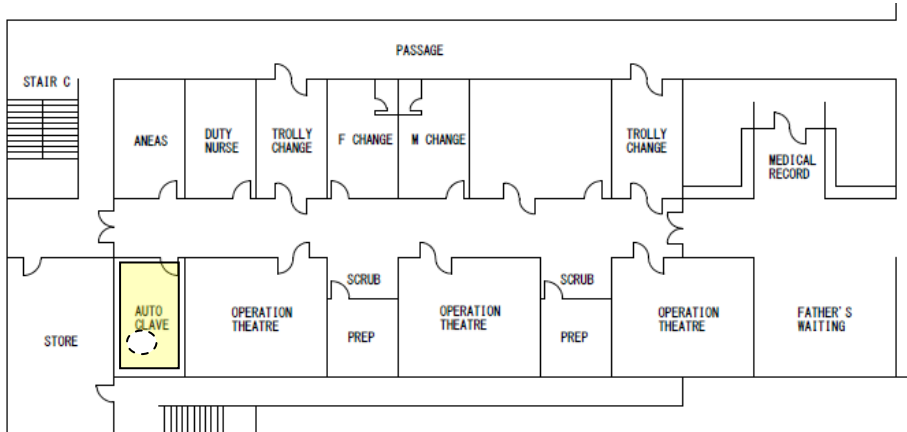 PASSAGE
STAIR C
ANEAS
DUTY
NURSE
TROLLY
CHANGE
F CHANGE
M CHANGE
TROLLY
CHANGE
MEDICAL
RECORD
STORE
AUTO
CLAVE
OPERATION
THEATRE
SCRUB
PREP
OPERATION
THEATRE
SCRUB
PREP
OPERATION
THEATRE
FATHER'S
WAITING